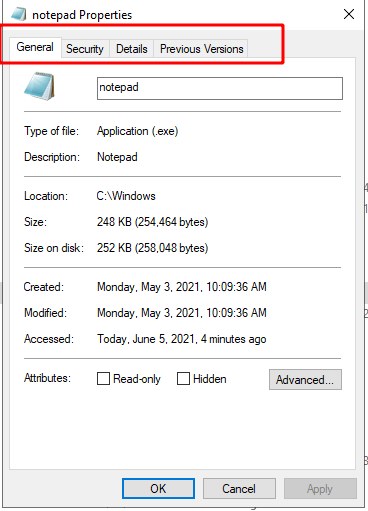 notepad Properties
General Security Details Previous Versions
notepad
Type of file: Application (.exe)
Description: Notepad
Location: C:\Windows
Size: 248 KB (254,464 bytes)
Size on disk: 252 KB (258,048 bytes)
Created: Monday, May 3, 2021, 10:09:36 AM
Modified: Monday, May 3, 2021, 10:09:36 AM
Accessed: Today, June 5, 2021, 4 minutes ago
Attributes: Read-only Hidden Advanced...
OK Cancel Apply